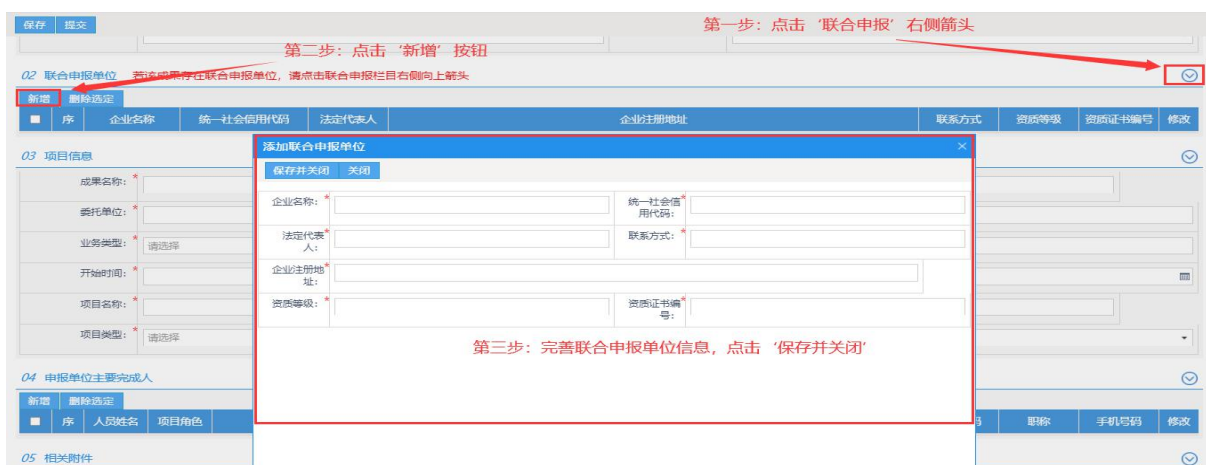 保存 提交
第一步：点击‘联合申报’右侧箭头
第二步：点击‘新增’按钮
02 联合申报单位 若该成果存在联合申报单位，请点击联合申报栏目右侧向上箭头
新增 删除选定
序 企业名称 统一社会信用代码 法定代表人 企业注册地址 联系方式 资质等级 资质证书编号 修改
添加联合申报单位
保存并关闭 关闭
企业名称：*
统一社会信用代码：*
法定代表人：*
联系方式：*
企业注册地址：*
资质等级：*
资质证书编号：*
第三步：完善联合申报单位信息，点击‘保存并关闭’
03 项目信息
成果名称：*
委托单位：*
业务类型：* 请选择
开始时间：*
项目名称：*
项目类型：* 请选择
04 申报单位主要完成人
新增 删除选定
序 人员姓名 项目角色 职称 手机号码 修改
05 相关附件